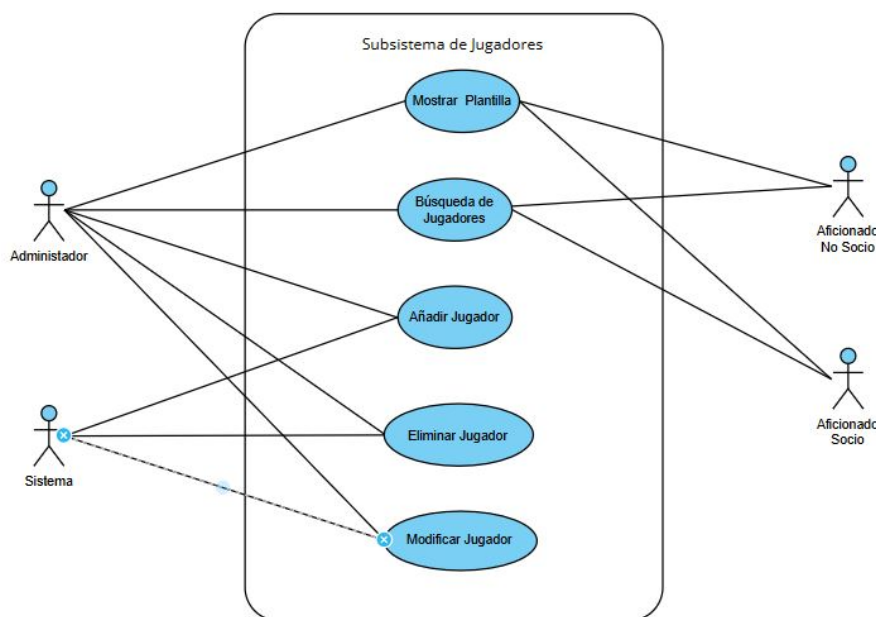 Subsistema de Jugadores
Mostrar Plantilla
Búsqueda de
Jugadores
Administador
Aficionado
No Socio
Añadir Jugador
Aficionado
Socio
Eliminar Jugador
Sistema
Modificar Jugador